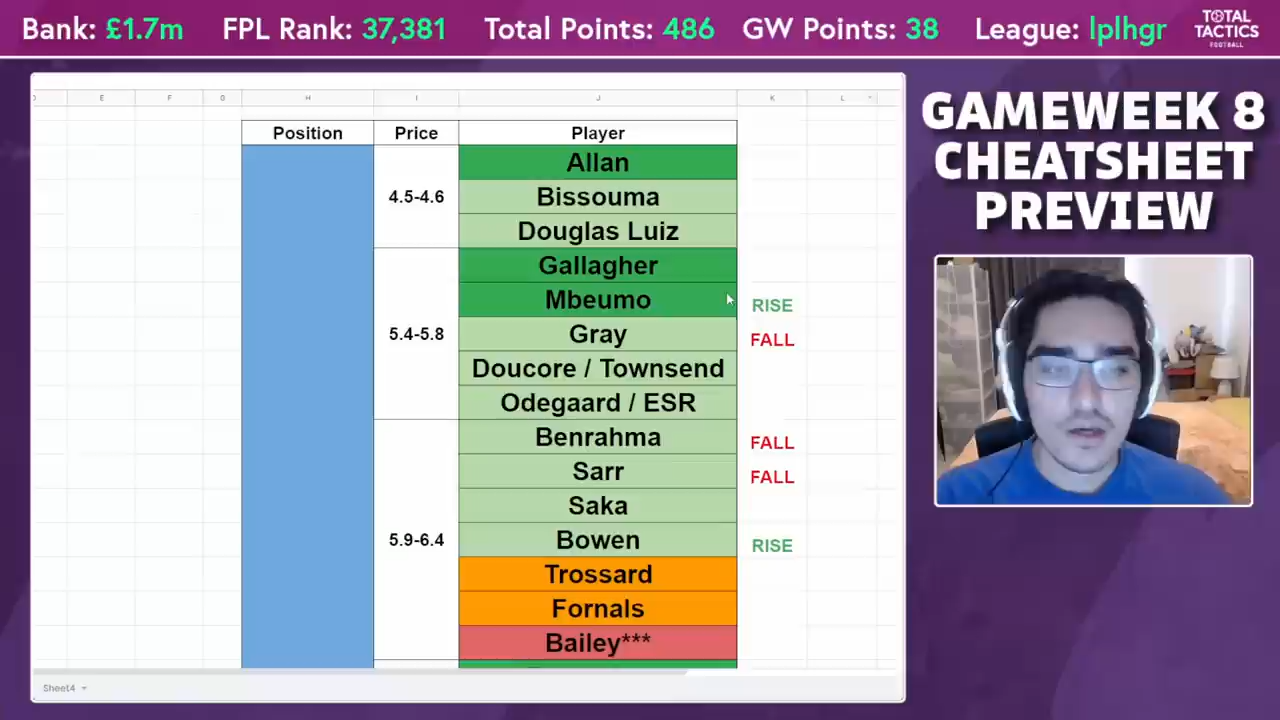 Bank: £1.7m FPL Rank: 37,381 Total Points: 486 GW Points: 38 League: lplhgr
TOTAL
TACTICS
FOOTBALL
GAMEWEEK 8
CHEATSHEET
PREVIEW
E F G H I J K L
Position Price Player
4.5-4.6
Allan
Bissouma
Douglas Luiz
5.4-5.8
Gallagher
Mbeumo RISE
Gray FALL
Doucore / Townsend
Odegaard / ESR
5.9-6.4
Benrahma FALL
Sarr FALL
Saka
Bowen RISE
Trossard
Fornals
Bailey***
Sheet4